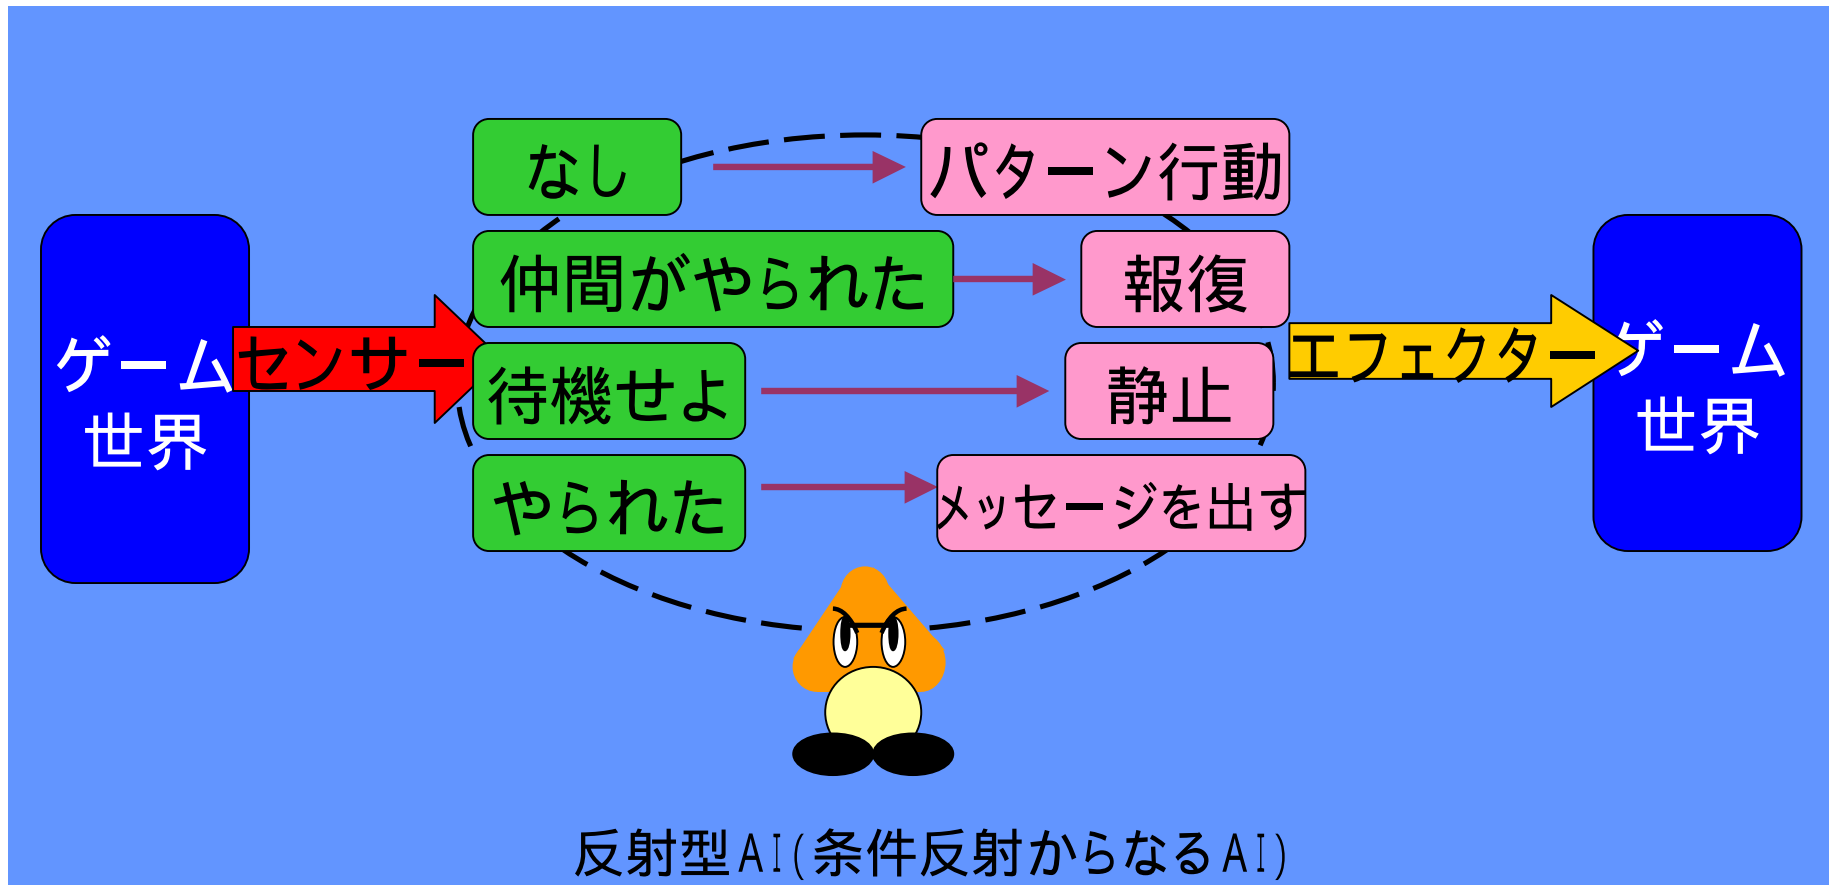 なし
パターン行動
仲間がやられた
報復
ゲーム
世界
センサー
待機せよ
静止
エフェクター
ゲーム
世界
やられた
メッセージを出す
反射型AI(条件反射からなるAI)